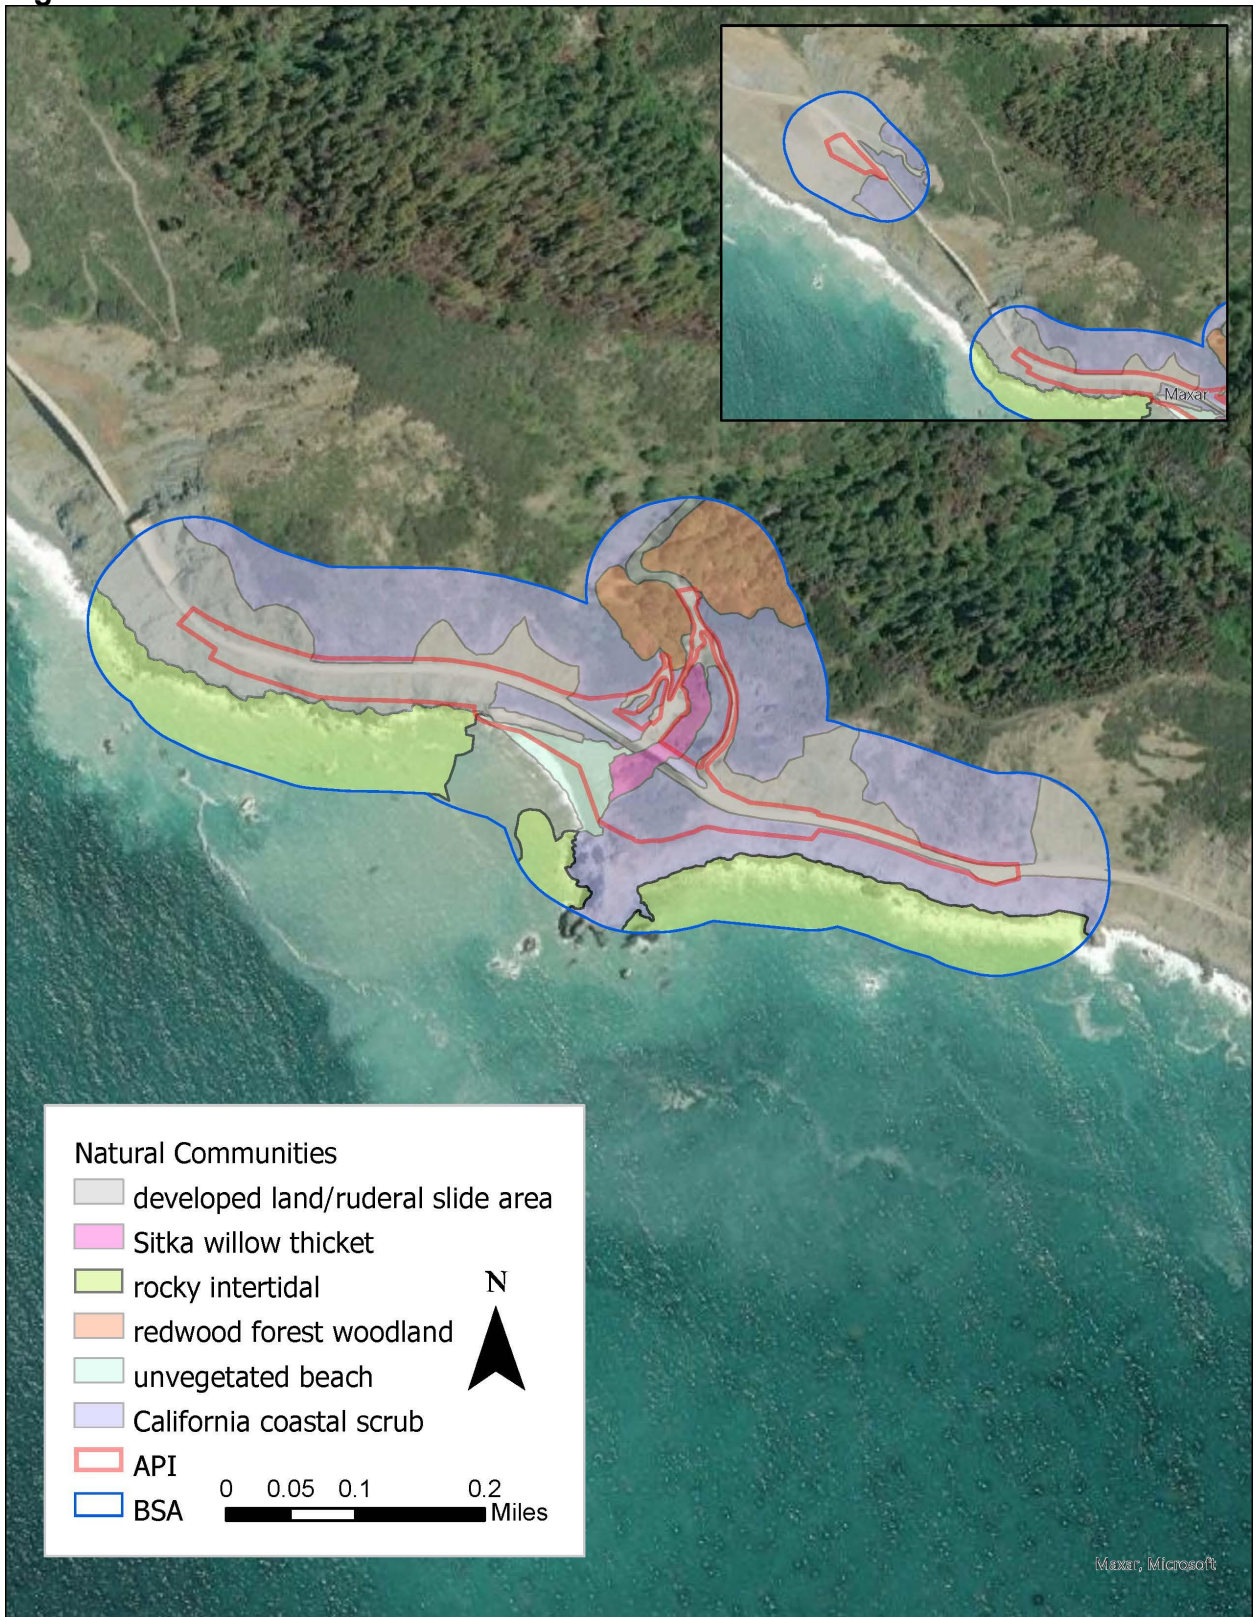 Maxar
Natural Communities
developed land/ruderal slide area
Sitka willow thicket
rocky intertidal
N
redwood forest woodland
unvegetated beach
California coastal scrub
API
0 0.05 0.1 0.2
BSA
Miles
Maxar, Microsoft